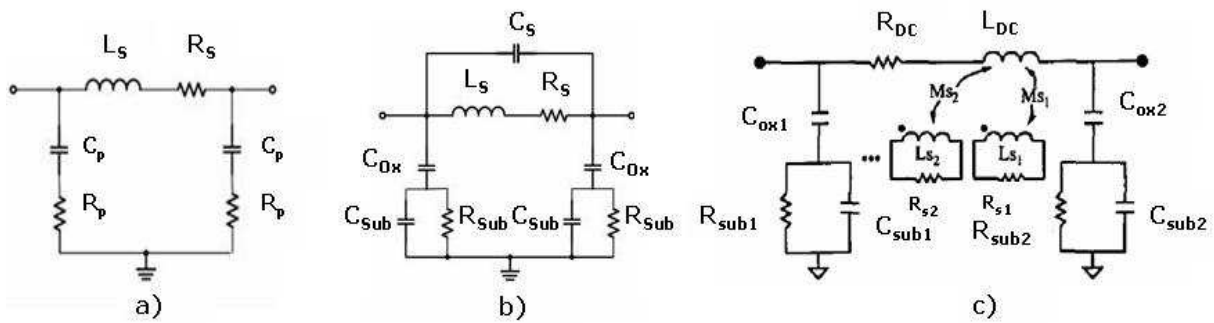 L_S R_S
C_p C_p
R_p R_p
a)
C_S
L_S R_S
C_Ox C_Ox
C_Sub R_Sub C_Sub R_Sub
b)
R_DC L_DC
Ms_2 Ms_1
C_ox1 C_ox2
... Ls_2 Ls_1
R_s2 R_s1
R_sub1 C_sub1 R_sub2 C_sub2
c)